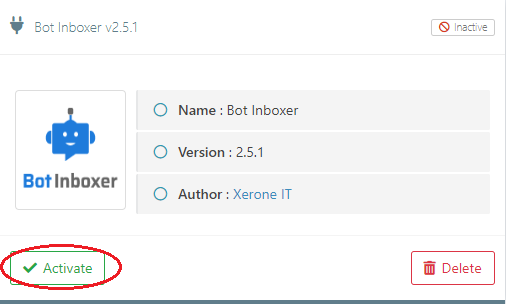 Bot Inboxer v2.5.1
Inactive
Name : Bot Inboxer
Version : 2.5.1
Author : Xerone IT
Bot Inboxer
Activate
Delete